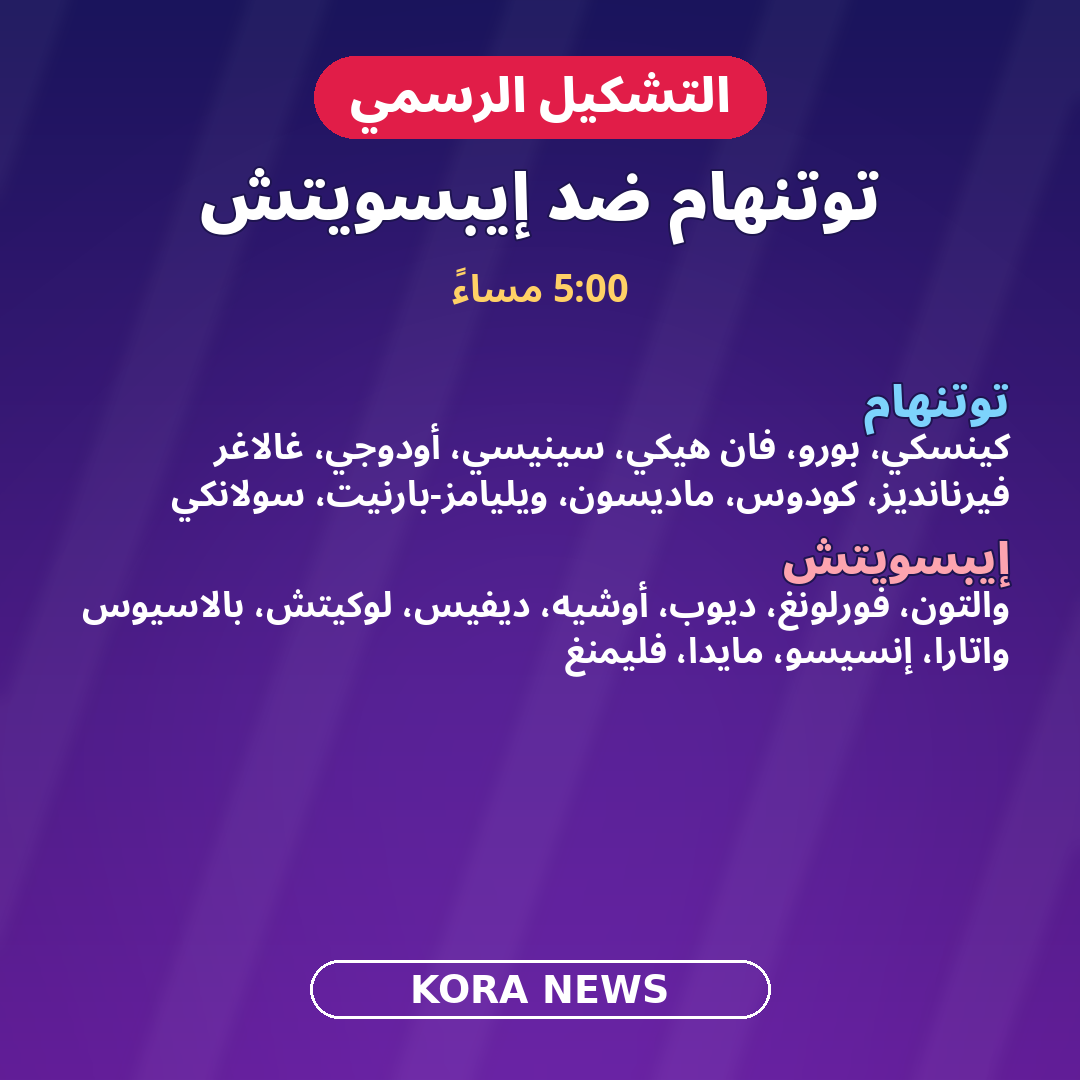 التشكيل الرسمي
توتنهام ضد إيبسويتش
5:00 مساءً
توتنهام
كينسكي، بورو، فان هيكي، سينيسي، أودوجي، غالاغر
فيرنانديز، كودوس، ماديسون، ويليامز-بارنيت، سولانكي
إيبسويتش
والتون، فورلونغ، ديوب، أوشيه، ديفيس، لوكيتش، بالاسيوس
واتارا، إنسيسو، مايدا، فليمنغ
KORA NEWS